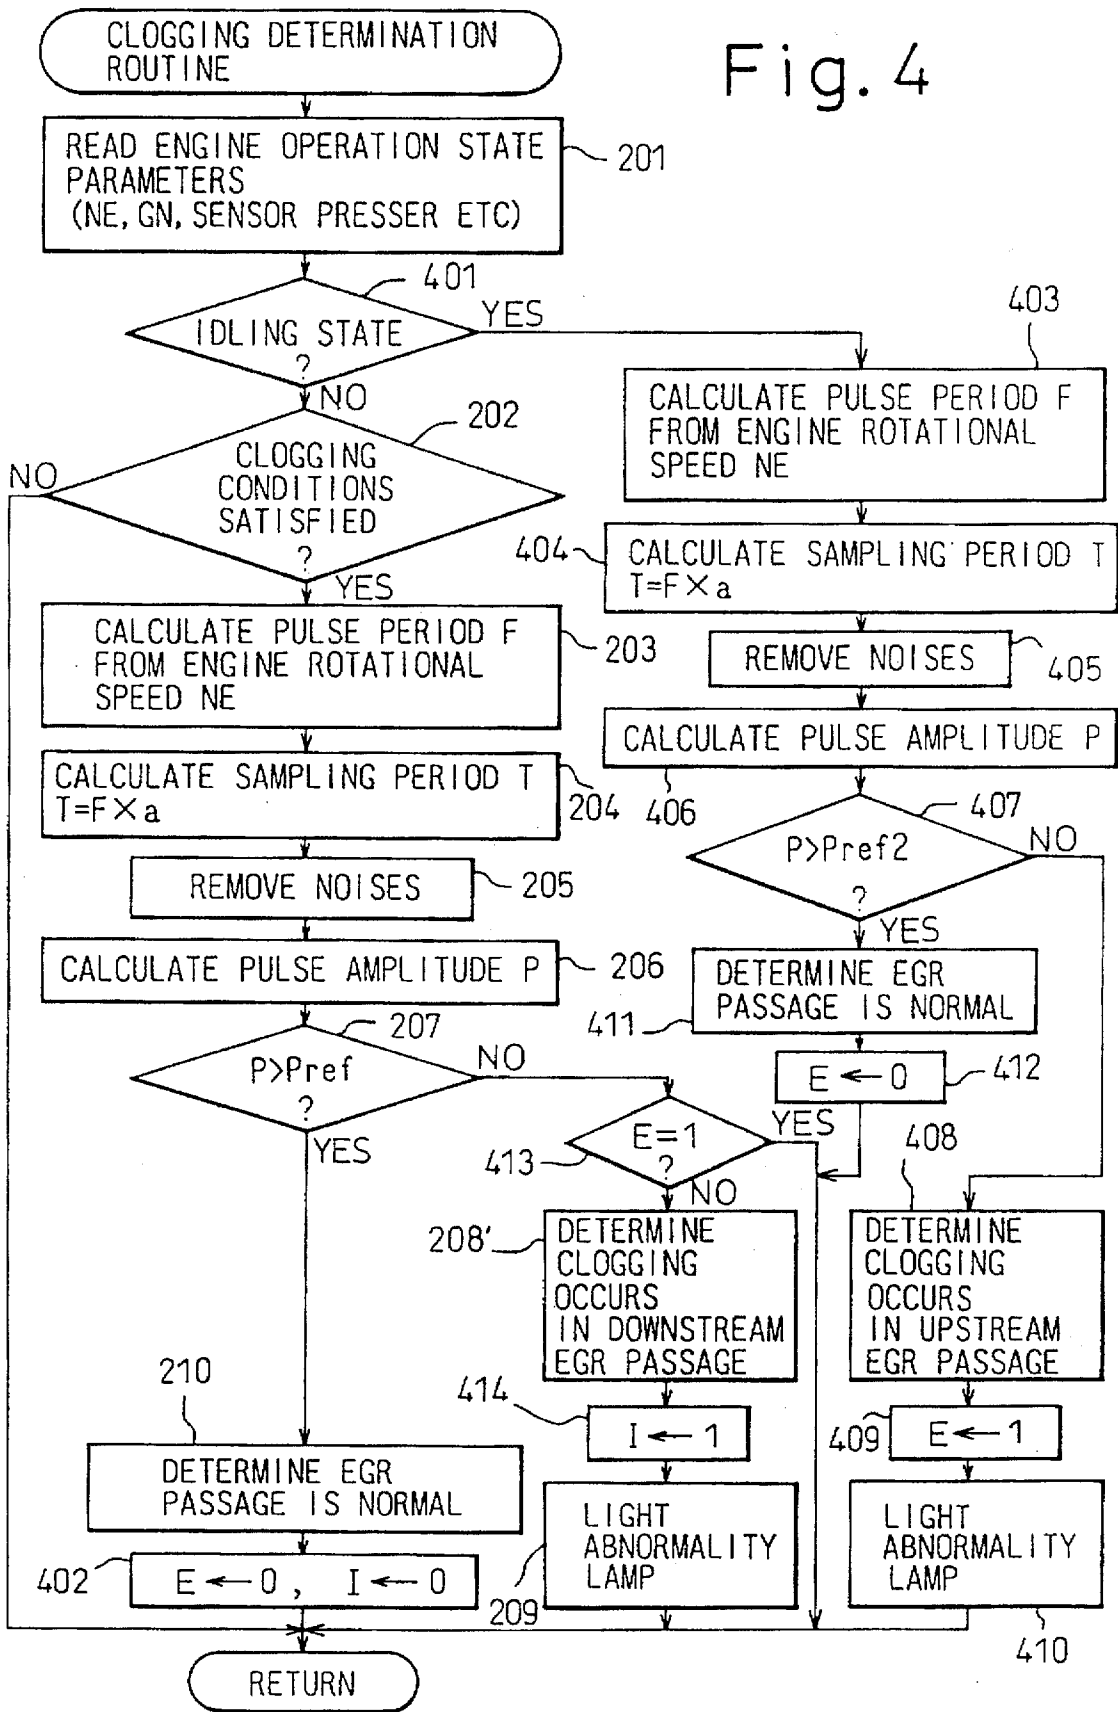 CLOGGING DETERMINATION
ROUTINE
Fig. 4
READ ENGINE OPERATION STATE
PARAMETERS
(NE, GN, SENSOR PRESSER ETC)
201
401
IDLING STATE
?
YES
NO
403
CALCULATE PULSE PERIOD F
FROM ENGINE ROTATIONAL
SPEED NE
202
CLOGGING
CONDITIONS
SATISFIED
?
NO
YES
404
CALCULATE SAMPLING PERIOD T
T=F×a
CALCULATE PULSE PERIOD F
FROM ENGINE ROTATIONAL
SPEED NE
203
REMOVE NOISES
405
CALCULATE PULSE AMPLITUDE P
406
CALCULATE SAMPLING PERIOD T
T=F×a
204
407
P>Pref2
?
NO
YES
REMOVE NOISES
205
CALCULATE PULSE AMPLITUDE P
206
DETERMINE EGR
PASSAGE IS NORMAL
411
207
P>Pref
?
NO
YES
E ← 0
412
E=1
?
413
YES
NO
408
208'
DETERMINE
CLOGGING
OCCURS
IN DOWNSTREAM
EGR PASSAGE
DETERMINE
CLOGGING
OCCURS
IN UPSTREAM
EGR PASSAGE
414
I ← 1
409
E ← 1
210
DETERMINE EGR
PASSAGE IS NORMAL
LIGHT
ABNORMALITY
LAMP
209
LIGHT
ABNORMALITY
LAMP
410
402
E ← 0, I ← 0
RETURN